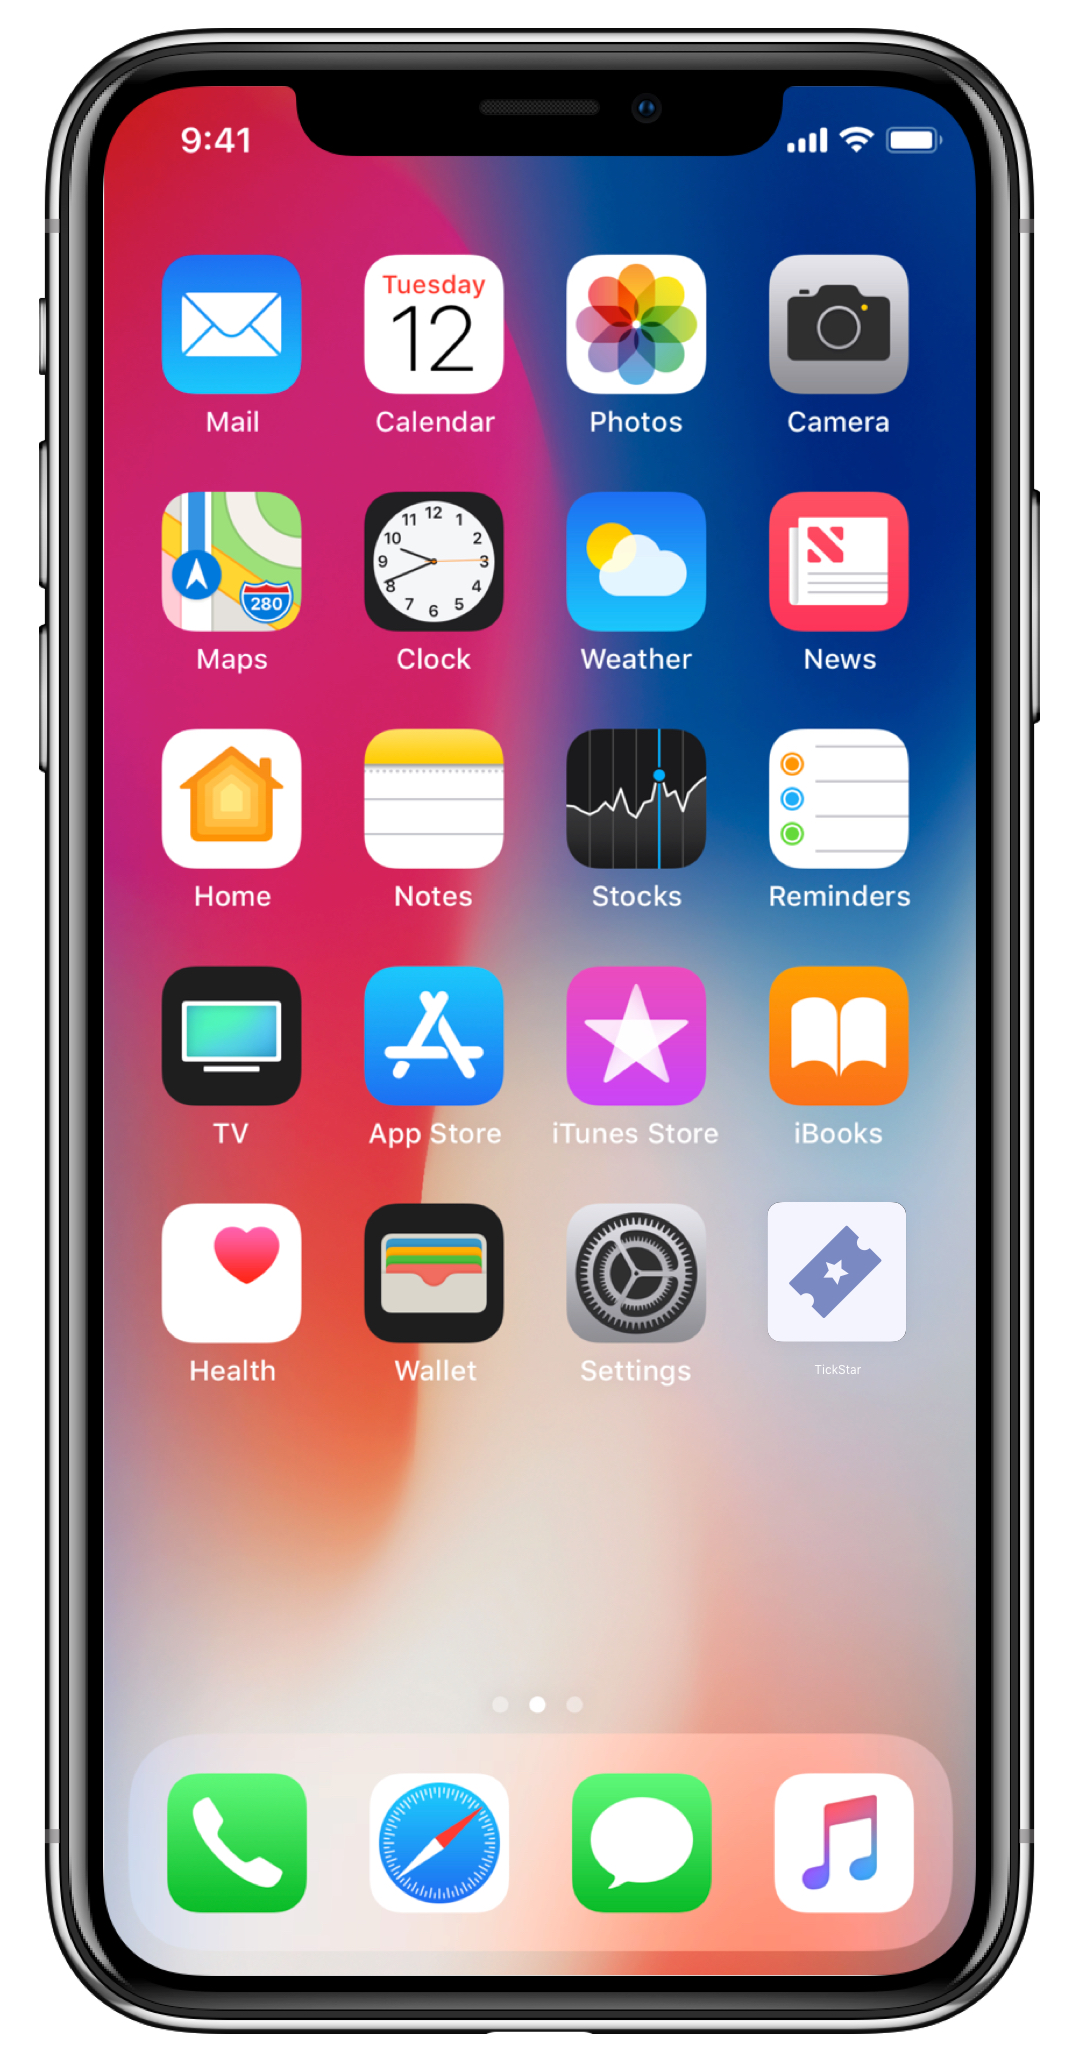 9:41
Tuesday
12
Mail Calendar Photos Camera
280
12
11 1
10 2
9 3
8 4
7 5
6
Maps Clock Weather News
Home Notes Stocks Reminders
TV App Store iTunes Store iBooks
Health Wallet Settings TickStar